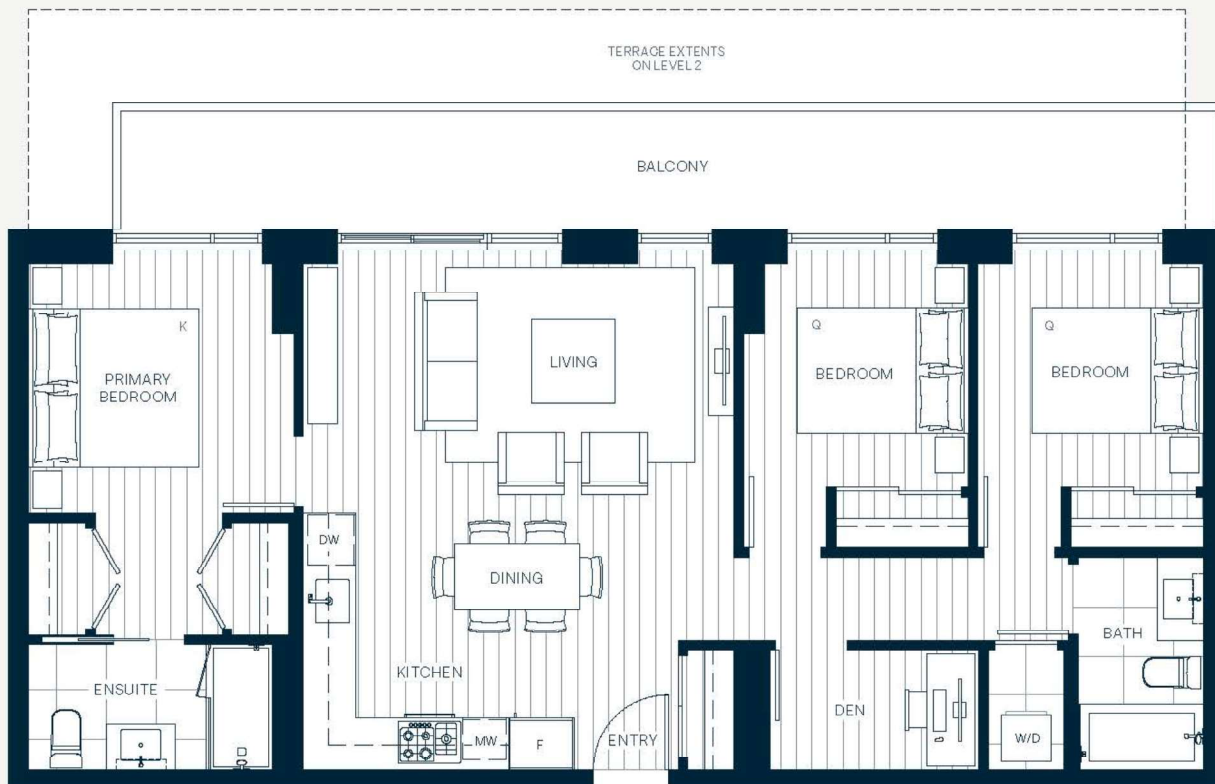 TERRACE EXTENTS
ON LEVEL 2
BALCONY
K
PRIMARY
BEDROOM
LIVING
Q
BEDROOM
Q
BEDROOM
DW
DINING
KITCHEN
ENSUITE
MW
F
ENTRY
DEN
W/D
BATH